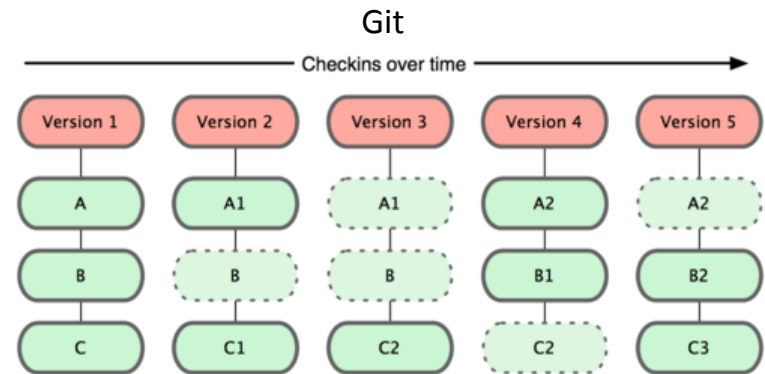 Git
Checkins over time
Version 1 Version 2 Version 3 Version 4 Version 5
A A1 A1 A2 A2
B B B B1 B2
C C1 C2 C2 C3